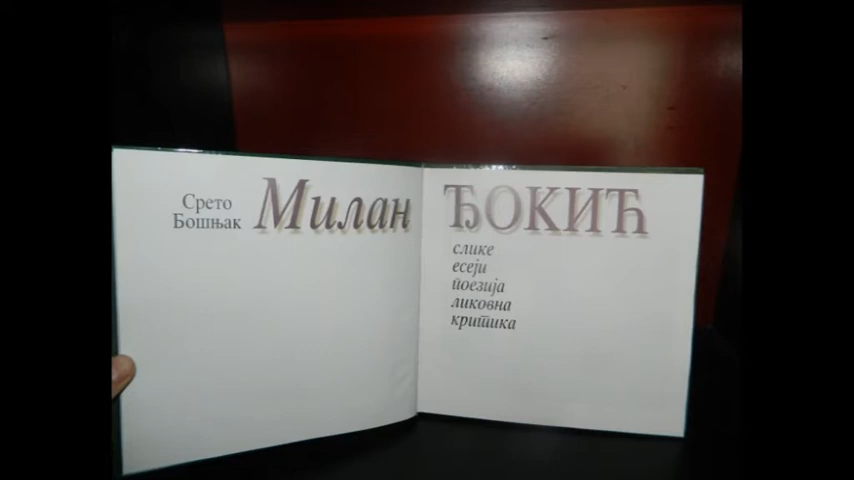 Срето
Бошњак
Милан ЂОКИЋ
слике
есеји
поезија
ликовна
критика